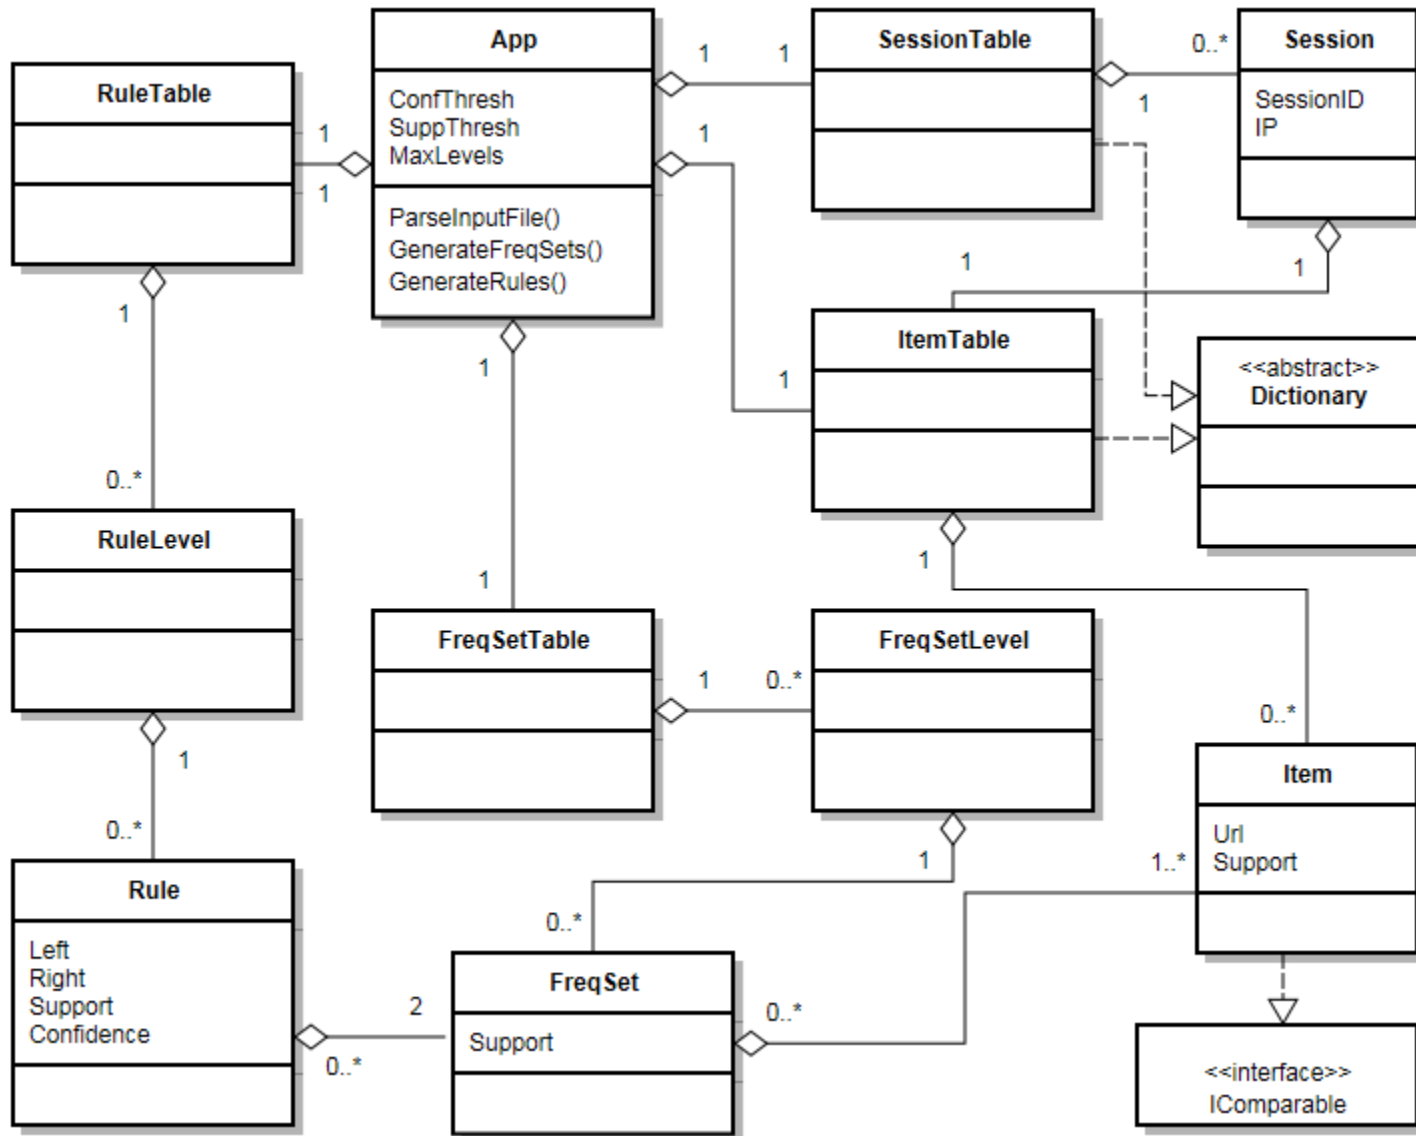 App
ConfThresh
SuppThresh
MaxLevels
ParseInputFile()
GenerateFreqSets()
GenerateRules()
1
1
SessionTable
0..*
1
Session
SessionID
IP
RuleTable
1
1
1
1
1
1
ItemTable
<<abstract>>
Dictionary
1
0..*
1
1
RuleLevel
1
FreqSetTable
1
0..*
FreqSetLevel
0..*
Item
Url
Support
1
0..*
1
0..*
1..*
Rule
Left
Right
Support
Confidence
0..*
2
FreqSet
Support
0..*
<<interface>>
IComparable